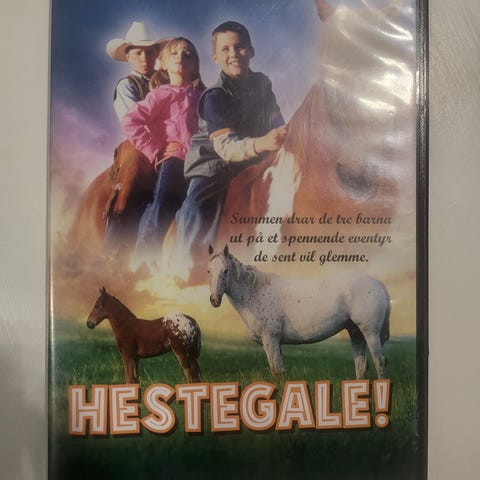 Sammen drar de tre barna
ut på et spennende eventyr
de sent vil glemme.
HESTEGALE!